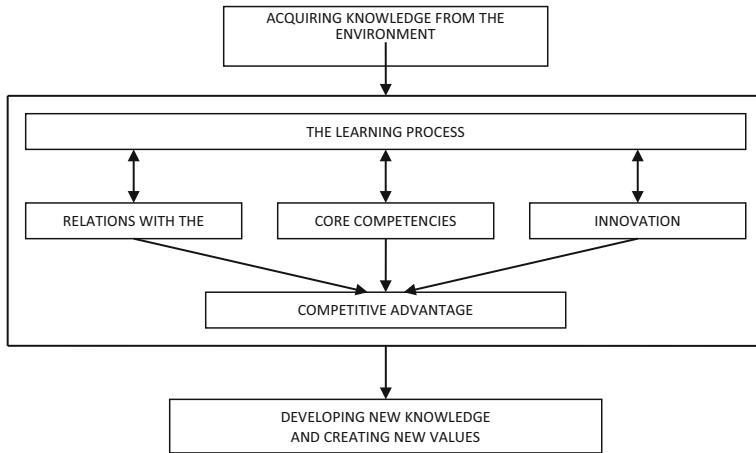 ACQUIRING KNOWLEDGE FROM THE
ENVIRONMENT
THE LEARNING PROCESS
RELATIONS WITH THE
CORE COMPETENCIES
INNOVATION
COMPETITIVE ADVANTAGE
DEVELOPING NEW KNOWLEDGE
AND CREATING NEW VALUES